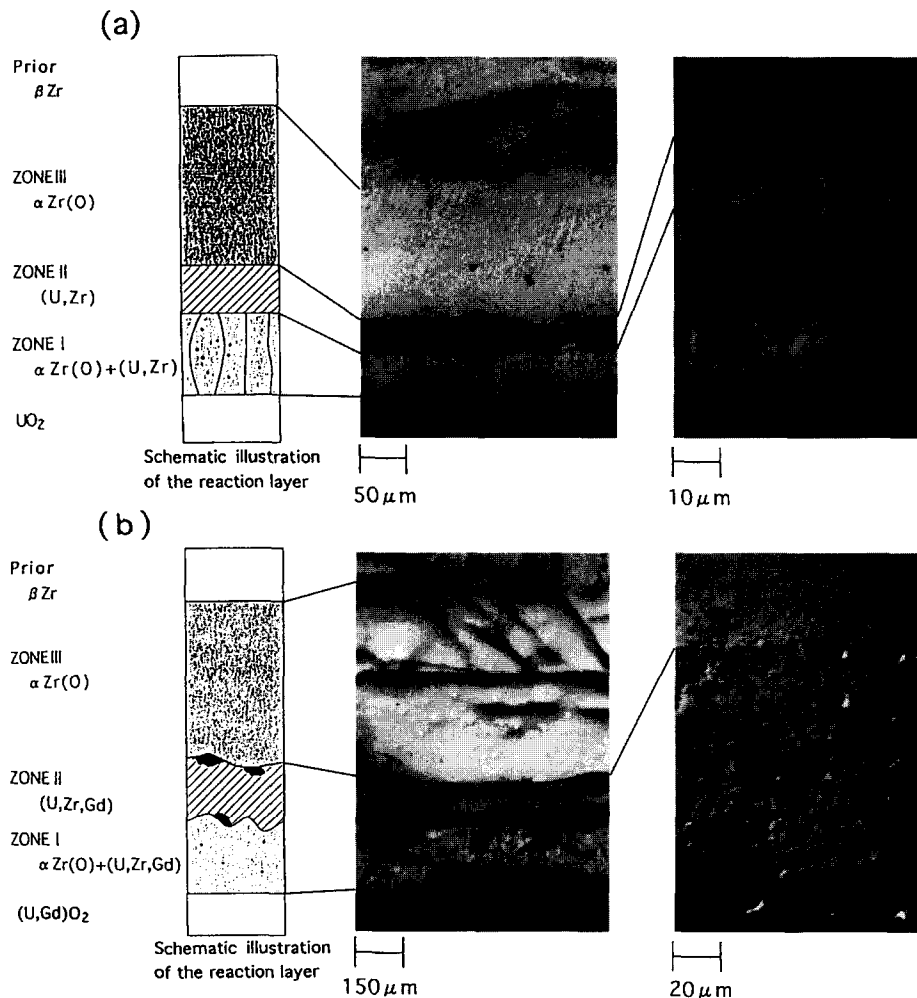 (a)
Prior
βZr
ZONE III
αZr(O)
ZONE II
(U,Zr)
ZONE I
αZr(O)+(U,Zr)
UO₂
Schematic illustration
of the reaction layer
50μm
10μm
(b)
Prior
βZr
ZONE III
αZr(O)
ZONE II
(U,Zr,Gd)
ZONE I
αZr(O)+(U,Zr,Gd)
(U,Gd)O₂
Schematic illustration
of the reaction layer
150μm
20μm